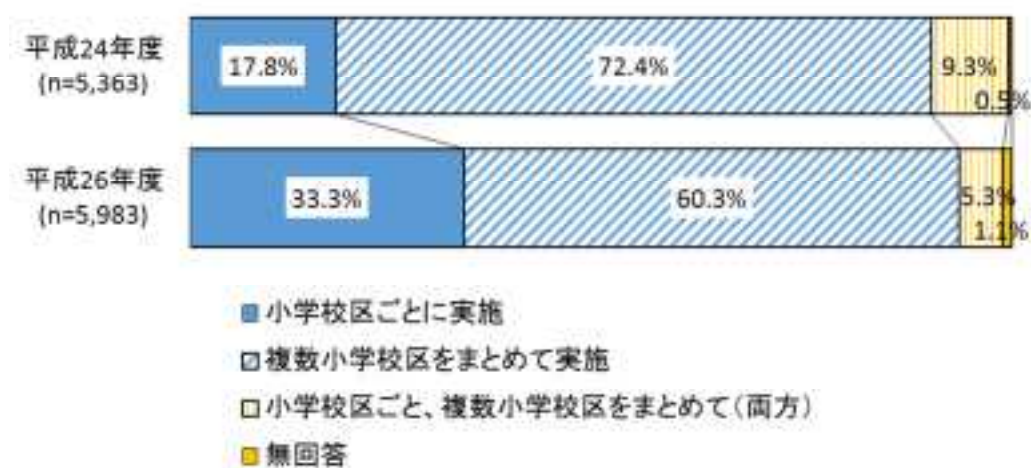 平成24年度
(n=5,363)
17.8%
72.4%
9.3%
0.5%
平成26年度
(n=5,983)
33.3%
60.3%
5.3%
1.1%
小学校区ごとに実施
複数小学校区をまとめて実施
小学校区ごと、複数小学校区をまとめて(両方)
無回答